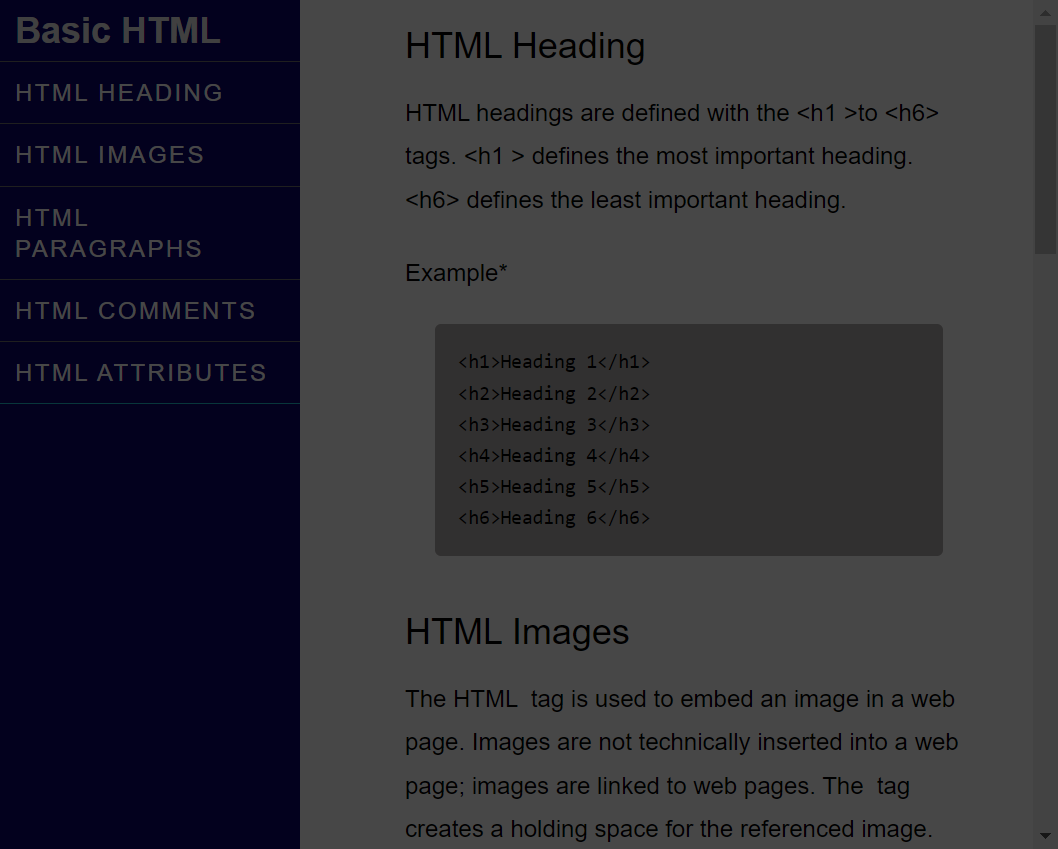 Basic HTML
HTML HEADING
HTML IMAGES
HTML
PARAGRAPHS
HTML COMMENTS
HTML ATTRIBUTES
HTML Heading
HTML headings are defined with the <h1 >to <h6>
tags. <h1 > defines the most important heading.
<h6> defines the least important heading.
Example*
<h1>Heading 1</h1>
<h2>Heading 2</h2>
<h3>Heading 3</h3>
<h4>Heading 4</h4>
<h5>Heading 5</h5>
<h6>Heading 6</h6>
HTML Images
The HTML  tag is used to embed an image in a web
page. Images are not technically inserted into a web
page; images are linked to web pages. The  tag
creates a holding space for the referenced image.